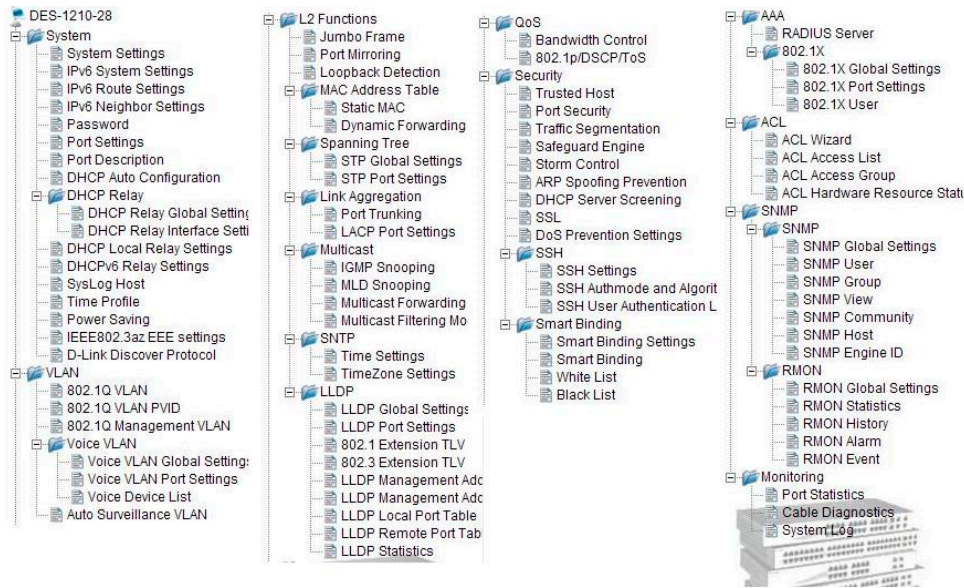 DES-1210-28
System
System Settings
IPv6 System Settings
IPv6 Route Settings
IPv6 Neighbor Settings
Password
Port Settings
Port Description
DHCP Auto Configuration
DHCP Relay
DHCP Relay Global Setting
DHCP Relay Interface Setti
DHCP Local Relay Settings
DHCPv6 Relay Settings
SysLog Host
Time Profile
Power Saving
IEEE802.3az EEE settings
D-Link Discover Protocol
VLAN
802.1Q VLAN
802.1Q VLAN PVID
802.1Q Management VLAN
Voice VLAN
Voice VLAN Global Settings
Voice VLAN Port Settings
Voice Device List
Auto Surveillance VLAN
L2 Functions
Jumbo Frame
Port Mirroring
Loopback Detection
MAC Address Table
Static MAC
Dynamic Forwarding
Spanning Tree
STP Global Settings
STP Port Settings
Link Aggregation
Port Trunking
LACP Port Settings
Multicast
IGMP Snooping
MLD Snooping
Multicast Forwarding
Multicast Filtering Mo
SNTP
Time Settings
TimeZone Settings
LLDP
LLDP Global Settings
LLDP Port Settings
802.1 Extension TLV
802.3 Extension TLV
LLDP Management Add
LLDP Management Add
LLDP Local Port Table
LLDP Remote Port Tab
LLDP Statistics
QoS
Bandwidth Control
802.1p/DSCP/ToS
Security
Trusted Host
Port Security
Traffic Segmentation
Safeguard Engine
Storm Control
ARP Spoofing Prevention
DHCP Server Screening
SSL
DoS Prevention Settings
SSH
SSH Settings
SSH Authmode and Algorit
SSH User Authentication L
Smart Binding
Smart Binding Settings
Smart Binding
White List
Black List
AAA
RADIUS Server
802.1X
802.1X Global Settings
802.1X Port Settings
802.1X User
ACL
ACL Wizard
ACL Access List
ACL Access Group
ACL Hardware Resource Statu
SNMP
SNMP
SNMP Global Settings
SNMP User
SNMP Group
SNMP View
SNMP Community
SNMP Host
SNMP Engine ID
RMON
RMON Global Settings
RMON Statistics
RMON History
RMON Alarm
RMON Event
Monitoring
Port Statistics
Cable Diagnostics
System Log